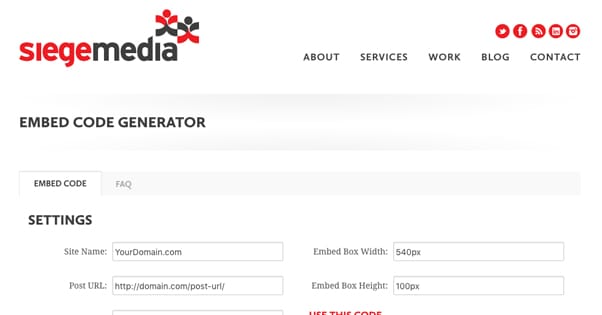 siegemedia
ABOUT SERVICES WORK BLOG CONTACT
EMBED CODE GENERATOR
EMBED CODE FAQ
SETTINGS
Site Name: YourDomain.com Embed Box Width: 540px
Post URL: http://domain.com/post-url/ Embed Box Height: 100px
USE THIS CODE